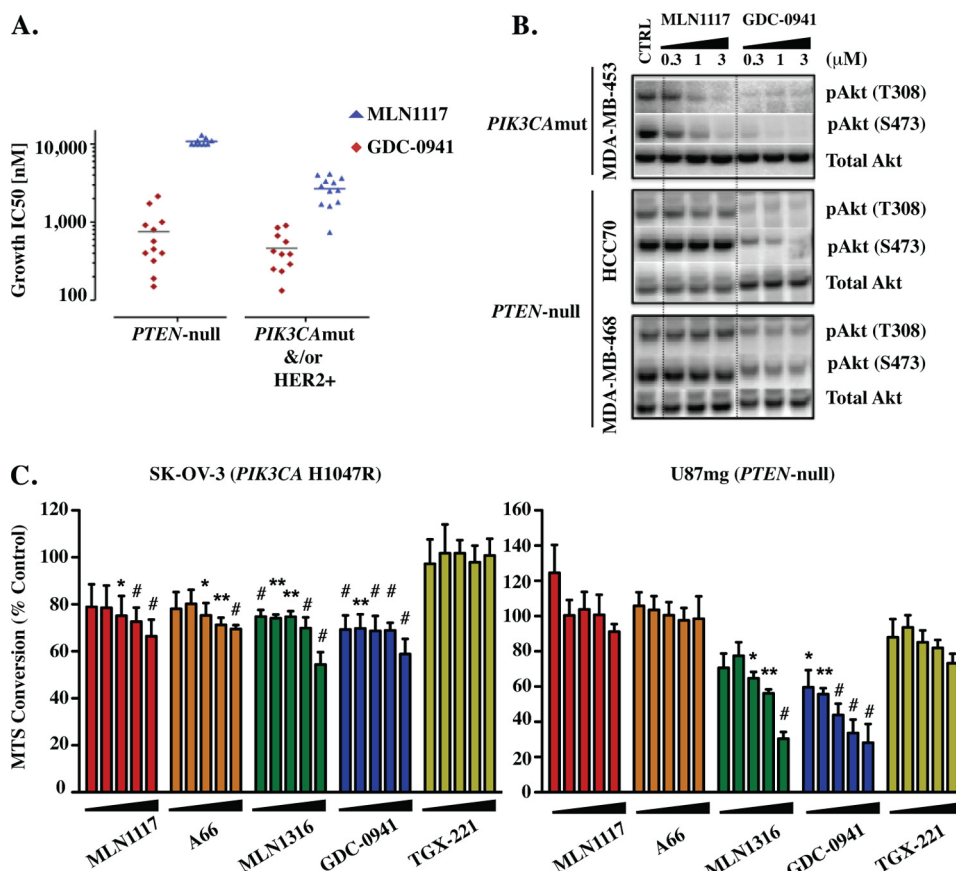 A.
MLN1117
GDC-0941
Growth IC50 [nM]
10,000
1,000
100
PTEN-null
PIK3CAmut
&/or
HER2+
B.
CTRL
MLN1117
GDC-0941
0.3
1
3
0.3
1
3
(μM)
PIK3CAmut
MDA-MB-453
pAkt (T308)
pAkt (S473)
Total Akt
PTEN-null
HCC70
pAkt (T308)
pAkt (S473)
Total Akt
MDA-MB-468
pAkt (T308)
pAkt (S473)
Total Akt
C.
SK-OV-3 (PIK3CA H1047R)
MTS Conversion (% Control)
120
100
80
60
40
20
0
* # #
* ** #
# ** ** # #
# ** # # #
MLN1117
A66
MLN1316
GDC-0941
TGX-221
U87mg (PTEN-null)
160
140
120
100
80
60
40
20
0
* ** #
* ** # # #
MLN1117
A66
MLN1316
GDC-0941
TGX-221